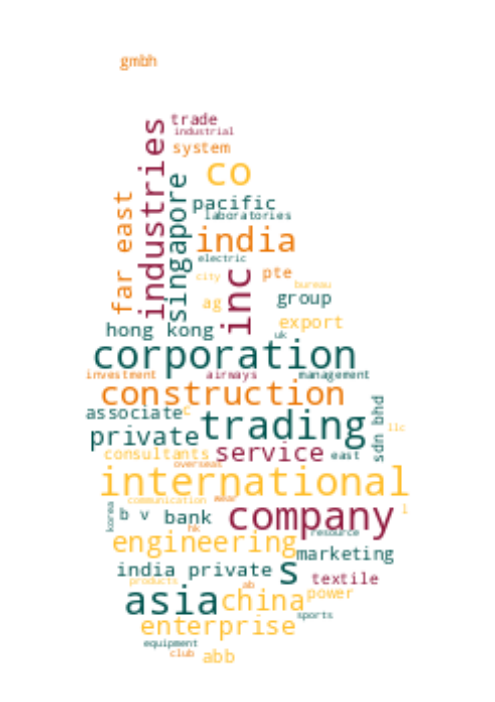 gmbh
trade
industrial
system
co
industries
singapore
far east
pacific
laboratories
india
electric
city
pte
bureau
inc
ag
group
export
uk
hong kong
corporation
investment
airways
management
construction
associate
c
trading
sdn bhd
llc
private
consultants
service
east
overseas
international
communication
wear
korea
b v
bank
company
l
hk
resource
engineering
marketing
india private
s
products
ab
textile
power
asia
china
sports
enterprise
equipment
club
abb